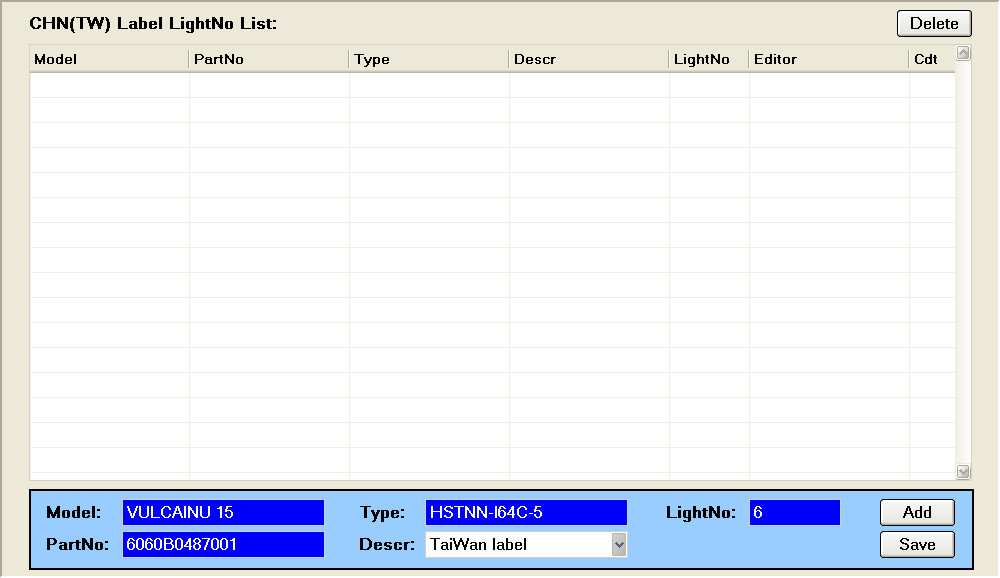 CHN(TW) Label LightNo List: Delete
Model PartNo Type Descr LightNo Editor Cdt
Model: VULCAINU 15 Type: HSTNN-I64C-5 LightNo: 6 Add
PartNo: 6060B0487001 Descr: TaiWan label Save